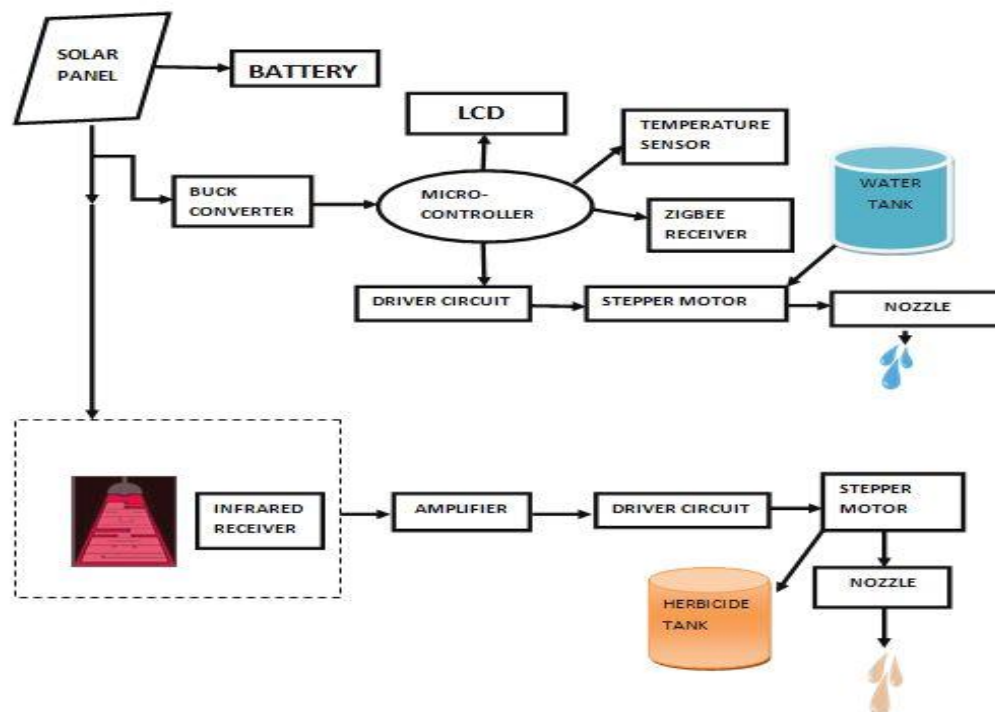 SOLAR
PANEL
BATTERY
LCD
TEMPERATURE
SENSOR
BUCK
CONVERTER
MICRO-
CONTROLLER
ZIGBEE
RECEIVER
WATER
TANK
DRIVER CIRCUIT
STEPPER MOTOR
NOZZLE
INFRARED
RECEIVER
AMPLIFIER
DRIVER CIRCUIT
STEPPER
MOTOR
HERBICIDE
TANK
NOZZLE